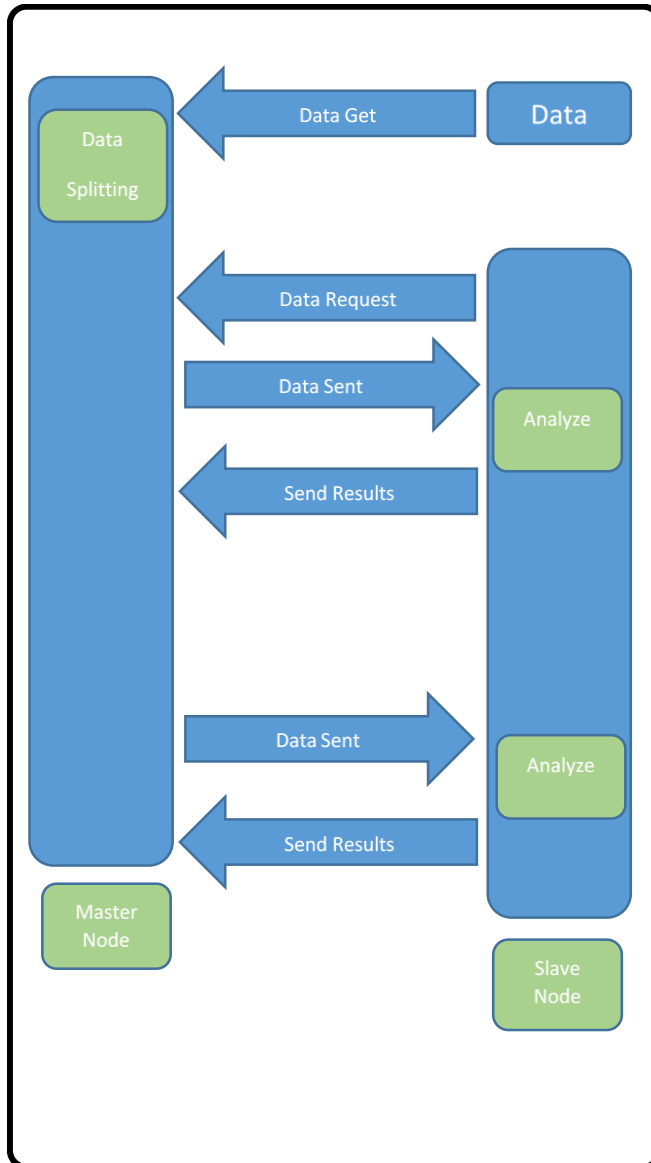 Data Get
Data
Data
Splitting
Data Request
Data Sent
Analyze
Send Results
Data Sent
Analyze
Send Results
Master
Node
Slave
Node